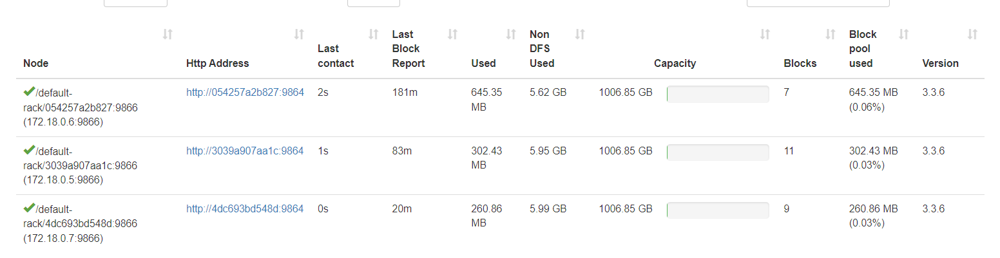 Node Http Address Last contact Last Block Report Used Non DFS Used Capacity Blocks Block pool used Version
/default-rack/054257a2b827:9866 (172.18.0.6:9866) http://054257a2b827:9864 2s 181m 645.35 MB 5.62 GB 1006.85 GB 7 645.35 MB (0.06%) 3.3.6
/default-rack/3039a907aa1c:9866 (172.18.0.5:9866) http://3039a907aa1c:9864 1s 83m 302.43 MB 5.95 GB 1006.85 GB 11 302.43 MB (0.03%) 3.3.6
/default-rack/4dc693bd548d:9866 (172.18.0.7:9866) http://4dc693bd548d:9864 0s 20m 260.86 MB 5.99 GB 1006.85 GB 9 260.86 MB (0.03%) 3.3.6